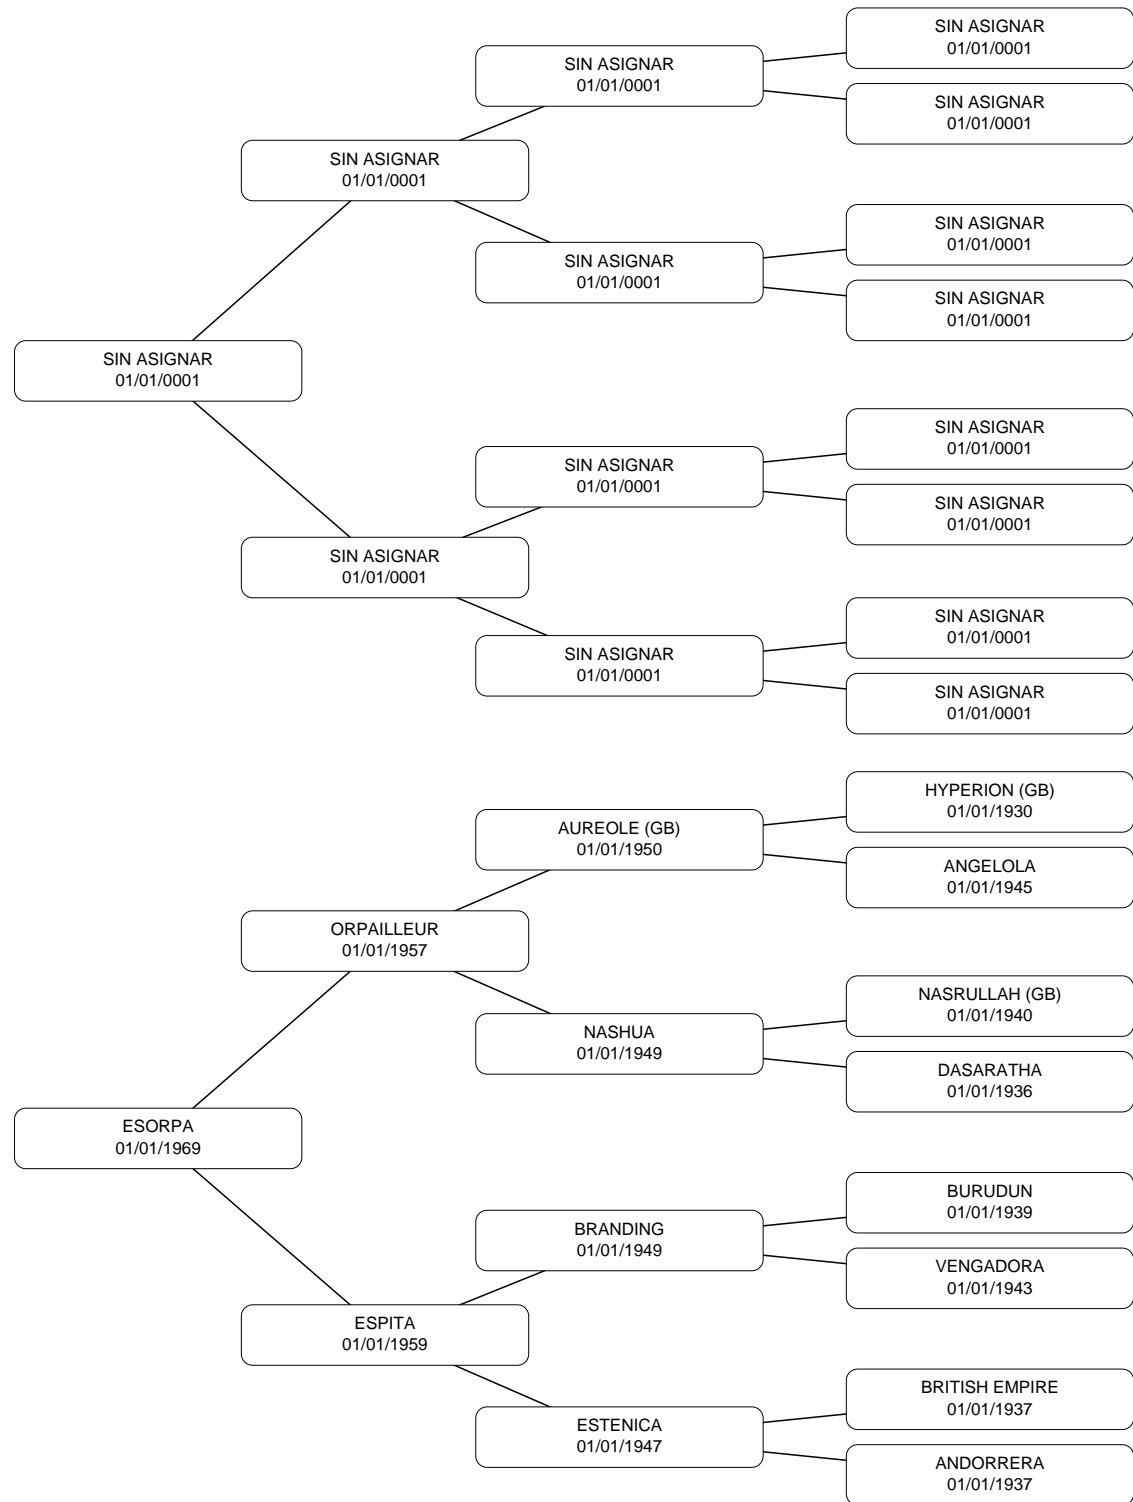 SIN ASIGNAR
01/01/0001
SIN ASIGNAR
01/01/0001
SIN ASIGNAR
01/01/0001
SIN ASIGNAR
01/01/0001
SIN ASIGNAR
01/01/0001
SIN ASIGNAR
01/01/0001
SIN ASIGNAR
01/01/0001
SIN ASIGNAR
01/01/0001
SIN ASIGNAR
01/01/0001
SIN ASIGNAR
01/01/0001
SIN ASIGNAR
01/01/0001
SIN ASIGNAR
01/01/0001
SIN ASIGNAR
01/01/0001
SIN ASIGNAR
01/01/0001
SIN ASIGNAR
01/01/0001
HYPERION (GB)
01/01/1930
AUREOLE (GB)
01/01/1950
ANGELOLA
01/01/1945
ORPAILLEUR
01/01/1957
NASRULLAH (GB)
01/01/1940
NASHUA
01/01/1949
DASARATHA
01/01/1936
ESORPA
01/01/1969
BURUDUN
01/01/1939
BRANDING
01/01/1949
VENGADORA
01/01/1943
ESPITA
01/01/1959
BRITISH EMPIRE
01/01/1937
ESTENICA
01/01/1947
ANDORRERA
01/01/1937